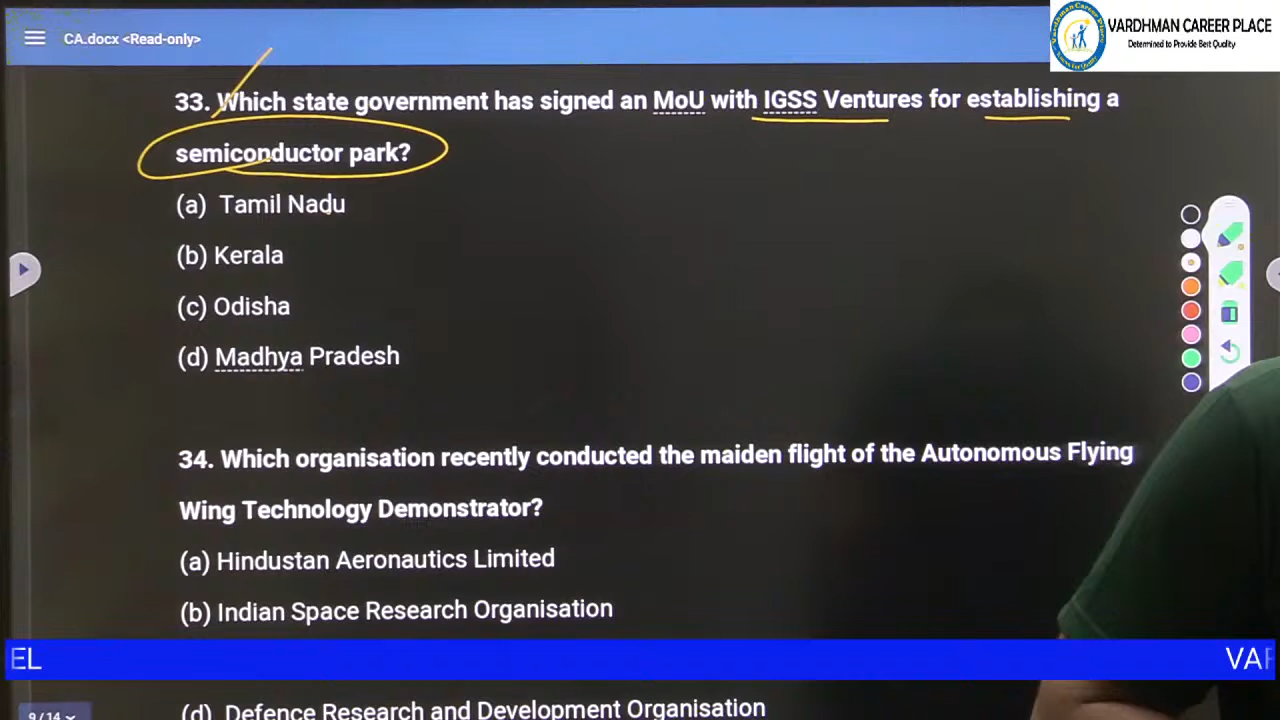 CA.docx <Read-only>
VARDHMAN CAREER PLACE
Determined to Provide Best Quality
33. Which state government has signed an MoU with IGSS Ventures for establishing a
semiconductor park?
(a) Tamil Nadu
(b) Kerala
(c) Odisha
(d) Madhya Pradesh
34. Which organisation recently conducted the maiden flight of the Autonomous Flying
Wing Technology Demonstrator?
(a) Hindustan Aeronautics Limited
(b) Indian Space Research Organisation
EL
VAR
(d) Defence Research and Development Organisation
9 / 14